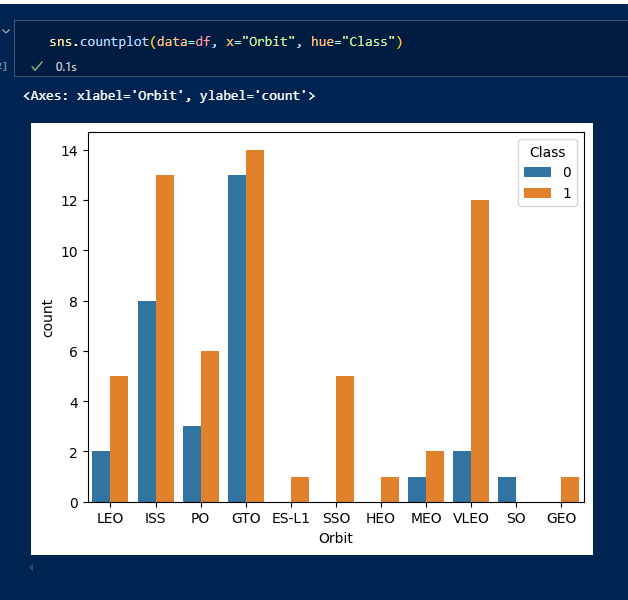 sns.countplot(data=df, x="Orbit", hue="Class")
0.1s
<Axes: xlabel='Orbit', ylabel='count'>
Class
0
1
14
12
10
8
6
4
2
0
count
LEO ISS PO GTO ES-L1 SSO HEO MEO VLEO SO GEO
Orbit